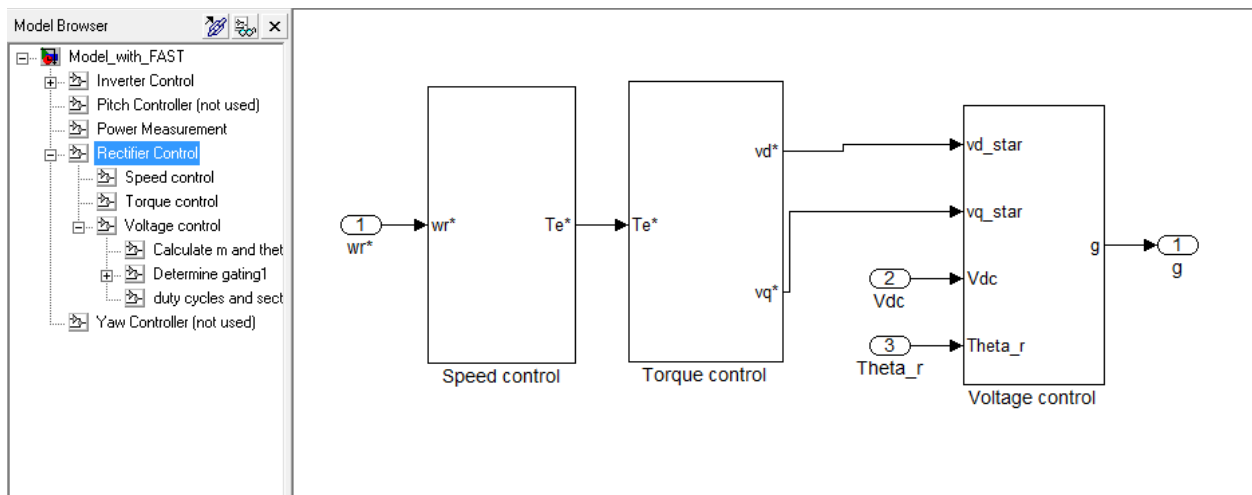 Model Browser
Model_with_FAST
Inverter Control
Pitch Controller (not used)
Power Measurement
Rectifier Control
Speed control
Torque control
Voltage control
Calculate m and thet
Determine gating1
duty cycles and sect
Yaw Controller (not used)
1
wr*
wr*
Te*
Speed control
Te*
vd*
vq*
Torque control
2
Vdc
3
Theta_r
vd_star
vq_star
Vdc
Theta_r
g
Voltage control
1
g